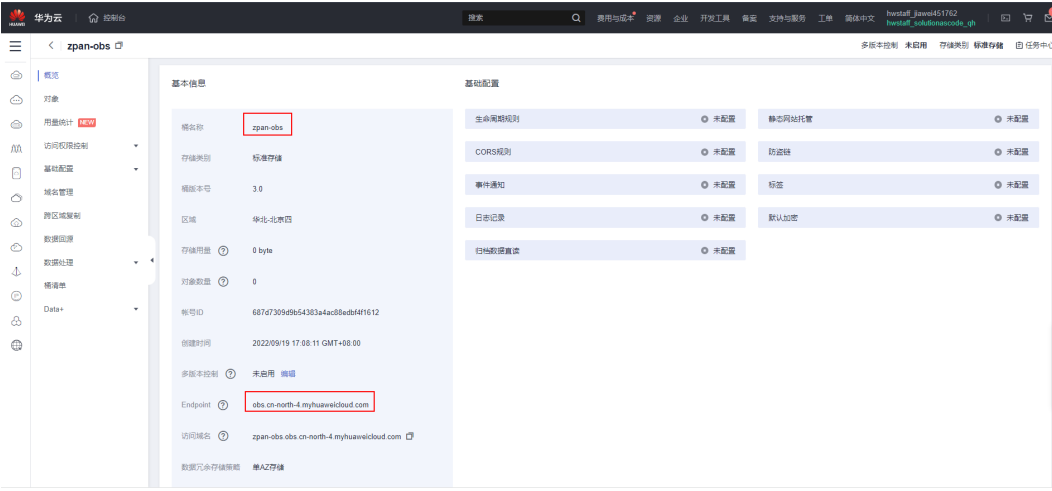 HUAWEI 华为云 控制台 搜索 费用与成本 资源 企业 开发工具 备案 支持与服务 工单 简体中文 hwstaff_jiawei451762
hwstaff_solutionascode_qh
zpan-obs 多版本控制 未启用 存储类别 标准存储 任务中心
概览
对象
用量统计 NEW
访问权限控制
基础配置
域名管理
跨区域复制
数据回源
数据处理
桶清单
Data+
基本信息
桶名称 zpan-obs
存储类别 标准存储
桶版本号 3.0
区域 华北-北京四
存储用量 0 byte
对象数量 0
帐号ID 687d7309d9b54383a4ac88edbf4f1612
创建时间 2022/09/19 17:08:11 GMT+08:00
多版本控制 未启用 编辑
Endpoint obs.cn-north-4.myhuaweicloud.com
访问域名 zpan-obs.obs.cn-north-4.myhuaweicloud.com
数据冗余存储策略 单AZ存储
基础配置
生命周期规则 未配置 静态网站托管 未配置
CORS规则 未配置 防盗链 未配置
事件通知 未配置 标签 未配置
日志记录 未配置 默认加密 未配置
归档数据直读 未配置